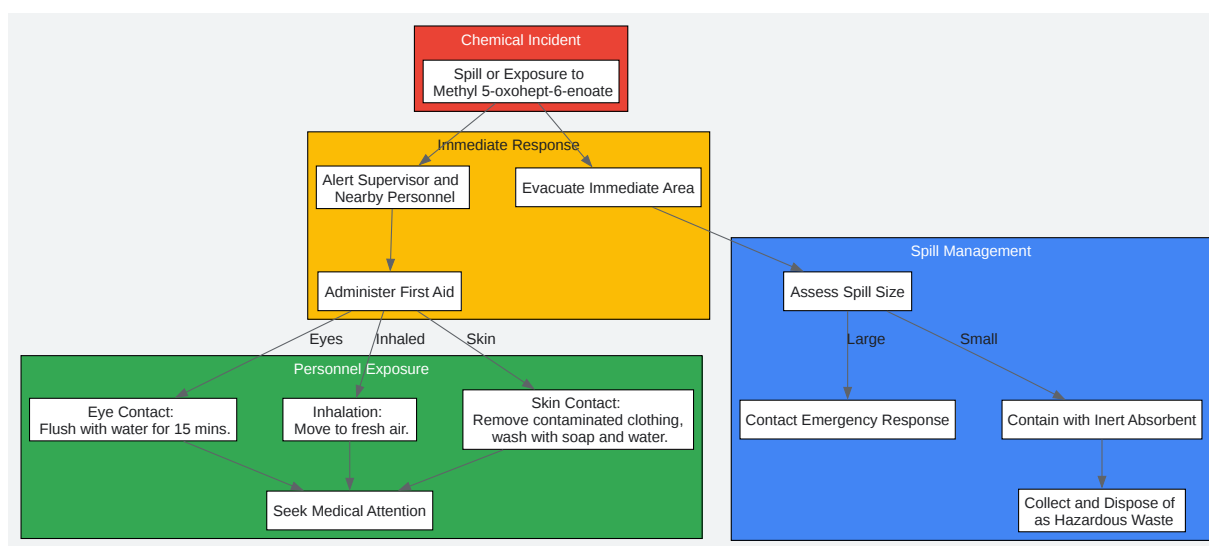 Chemical Incident
Spill or Exposure to
Methyl 5-oxohept-6-enoate
Immediate Response
Alert Supervisor and
Nearby Personnel
Evacuate Immediate Area
Administer First Aid
Spill Management
Assess Spill Size
Eyes
Inhaled
Skin
Large
Small
Personnel Exposure
Eye Contact:
Flush with water for 15 mins.
Inhalation:
Move to fresh air.
Skin Contact:
Remove contaminated clothing,
wash with soap and water.
Contact Emergency Response
Contain with Inert Absorbent
Seek Medical Attention
Collect and Dispose of
as Hazardous Waste